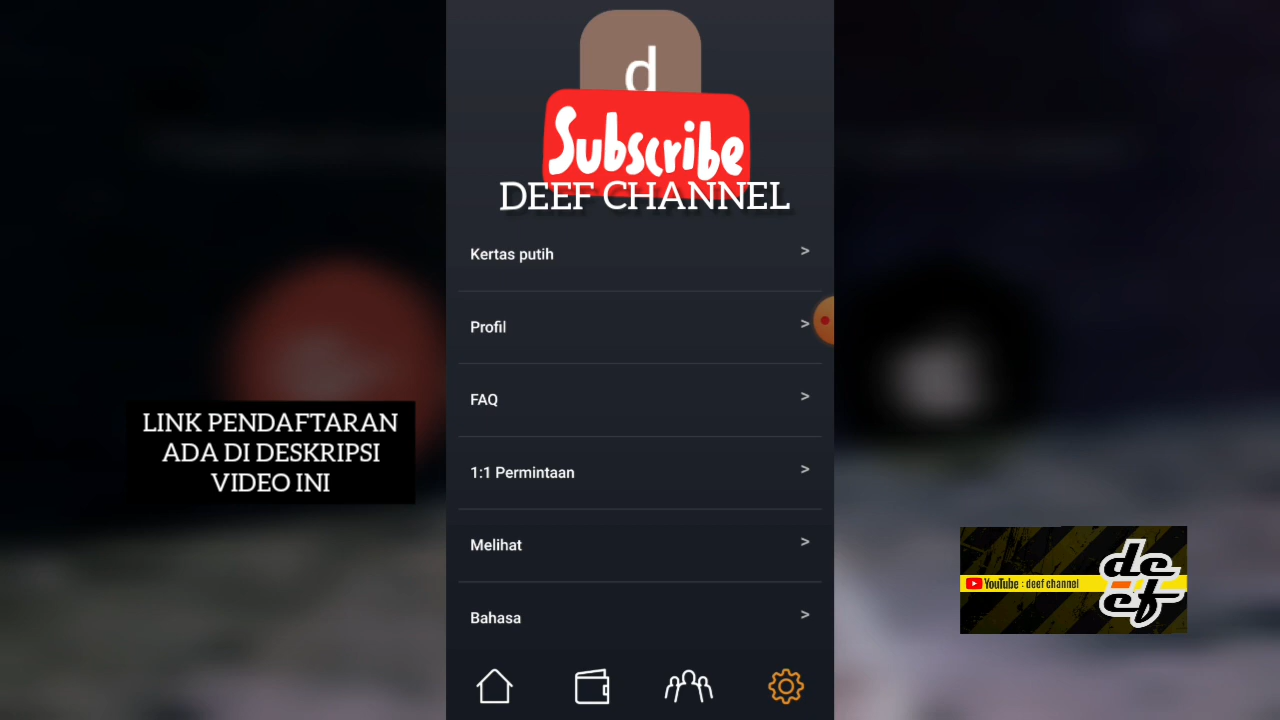 d
Subscribe
DEEF CHANNEL
Kertas putih >
Profil >
FAQ >
1:1 Permintaan >
Melihat >
Bahasa >
LINK PENDAFTARAN
ADA DI DESKRIPSI
VIDEO INI
YouTube : deef channel
de
ef